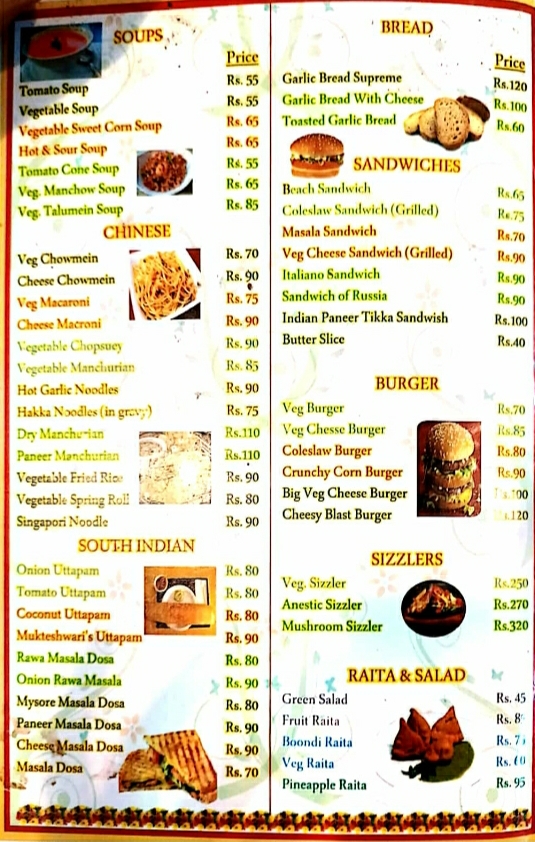 SOUPS
Price
Tomato Soup Rs. 55
Vegetable Soup Rs. 55
Vegetable Sweet Corn Soup Rs. 65
Hot & Sour Soup Rs. 65
Tomato Cone Soup Rs. 55
Veg. Manchow Soup Rs. 65
Veg. Talumein Soup Rs. 85
CHINESE
Veg Chowmein Rs. 70
Cheese Chowmein Rs. 90
Veg Macaroni Rs. 75
Cheese Macroni Rs. 90
Vegetable Chopsuey Rs. 90
Vegetable Manchurian Rs. 85
Hot Garlic Noodles Rs. 90
Hakka Noodles (in gravy) Rs. 75
Dry Manchurian Rs.110
Paneer Manchurian Rs.110
Vegetable Fried Rice Rs. 90
Vegetable Spring Roll Rs. 80
Singapori Noodle Rs. 90
SOUTH INDIAN
Onion Uttapam Rs. 80
Tomato Uttapam Rs. 80
Coconut Uttapam Rs. 80
Mukteshwari's Uttapam Rs. 90
Rawa Masala Dosa Rs. 80
Onion Rawa Masala Rs. 90
Mysore Masala Dosa Rs. 80
Paneer Masala Dosa Rs. 90
Cheese Masala Dosa Rs. 90
Masala Dosa Rs. 70
BREAD
Price
Garlic Bread Supreme Rs.120
Garlic Bread With Cheese Rs.100
Toasted Garlic Bread Rs.60
SANDWICHES
Beach Sandwich Rs.65
Coleslaw Sandwich (Grilled) Rs.75
Masala Sandwich Rs.70
Veg Cheese Sandwich (Grilled) Rs.90
Italiano Sandwich Rs.90
Sandwich of Russia Rs.90
Indian Paneer Tikka Sandwish Rs.100
Butter Slice Rs.40
BURGER
Veg Burger Rs.70
Veg Chesse Burger Rs.85
Coleslaw Burger Rs.80
Crunchy Corn Burger Rs.90
Big Veg Cheese Burger Rs.100
Cheesy Blast Burger Rs.120
SIZZLERS
Veg. Sizzler Rs.250
Anestic Sizzler Rs.270
Mushroom Sizzler Rs.320
RAITA & SALAD
Green Salad Rs. 45
Fruit Raita Rs.
Boondi Raita Rs.
Veg Raita Rs.
Pineapple Raita Rs. 95